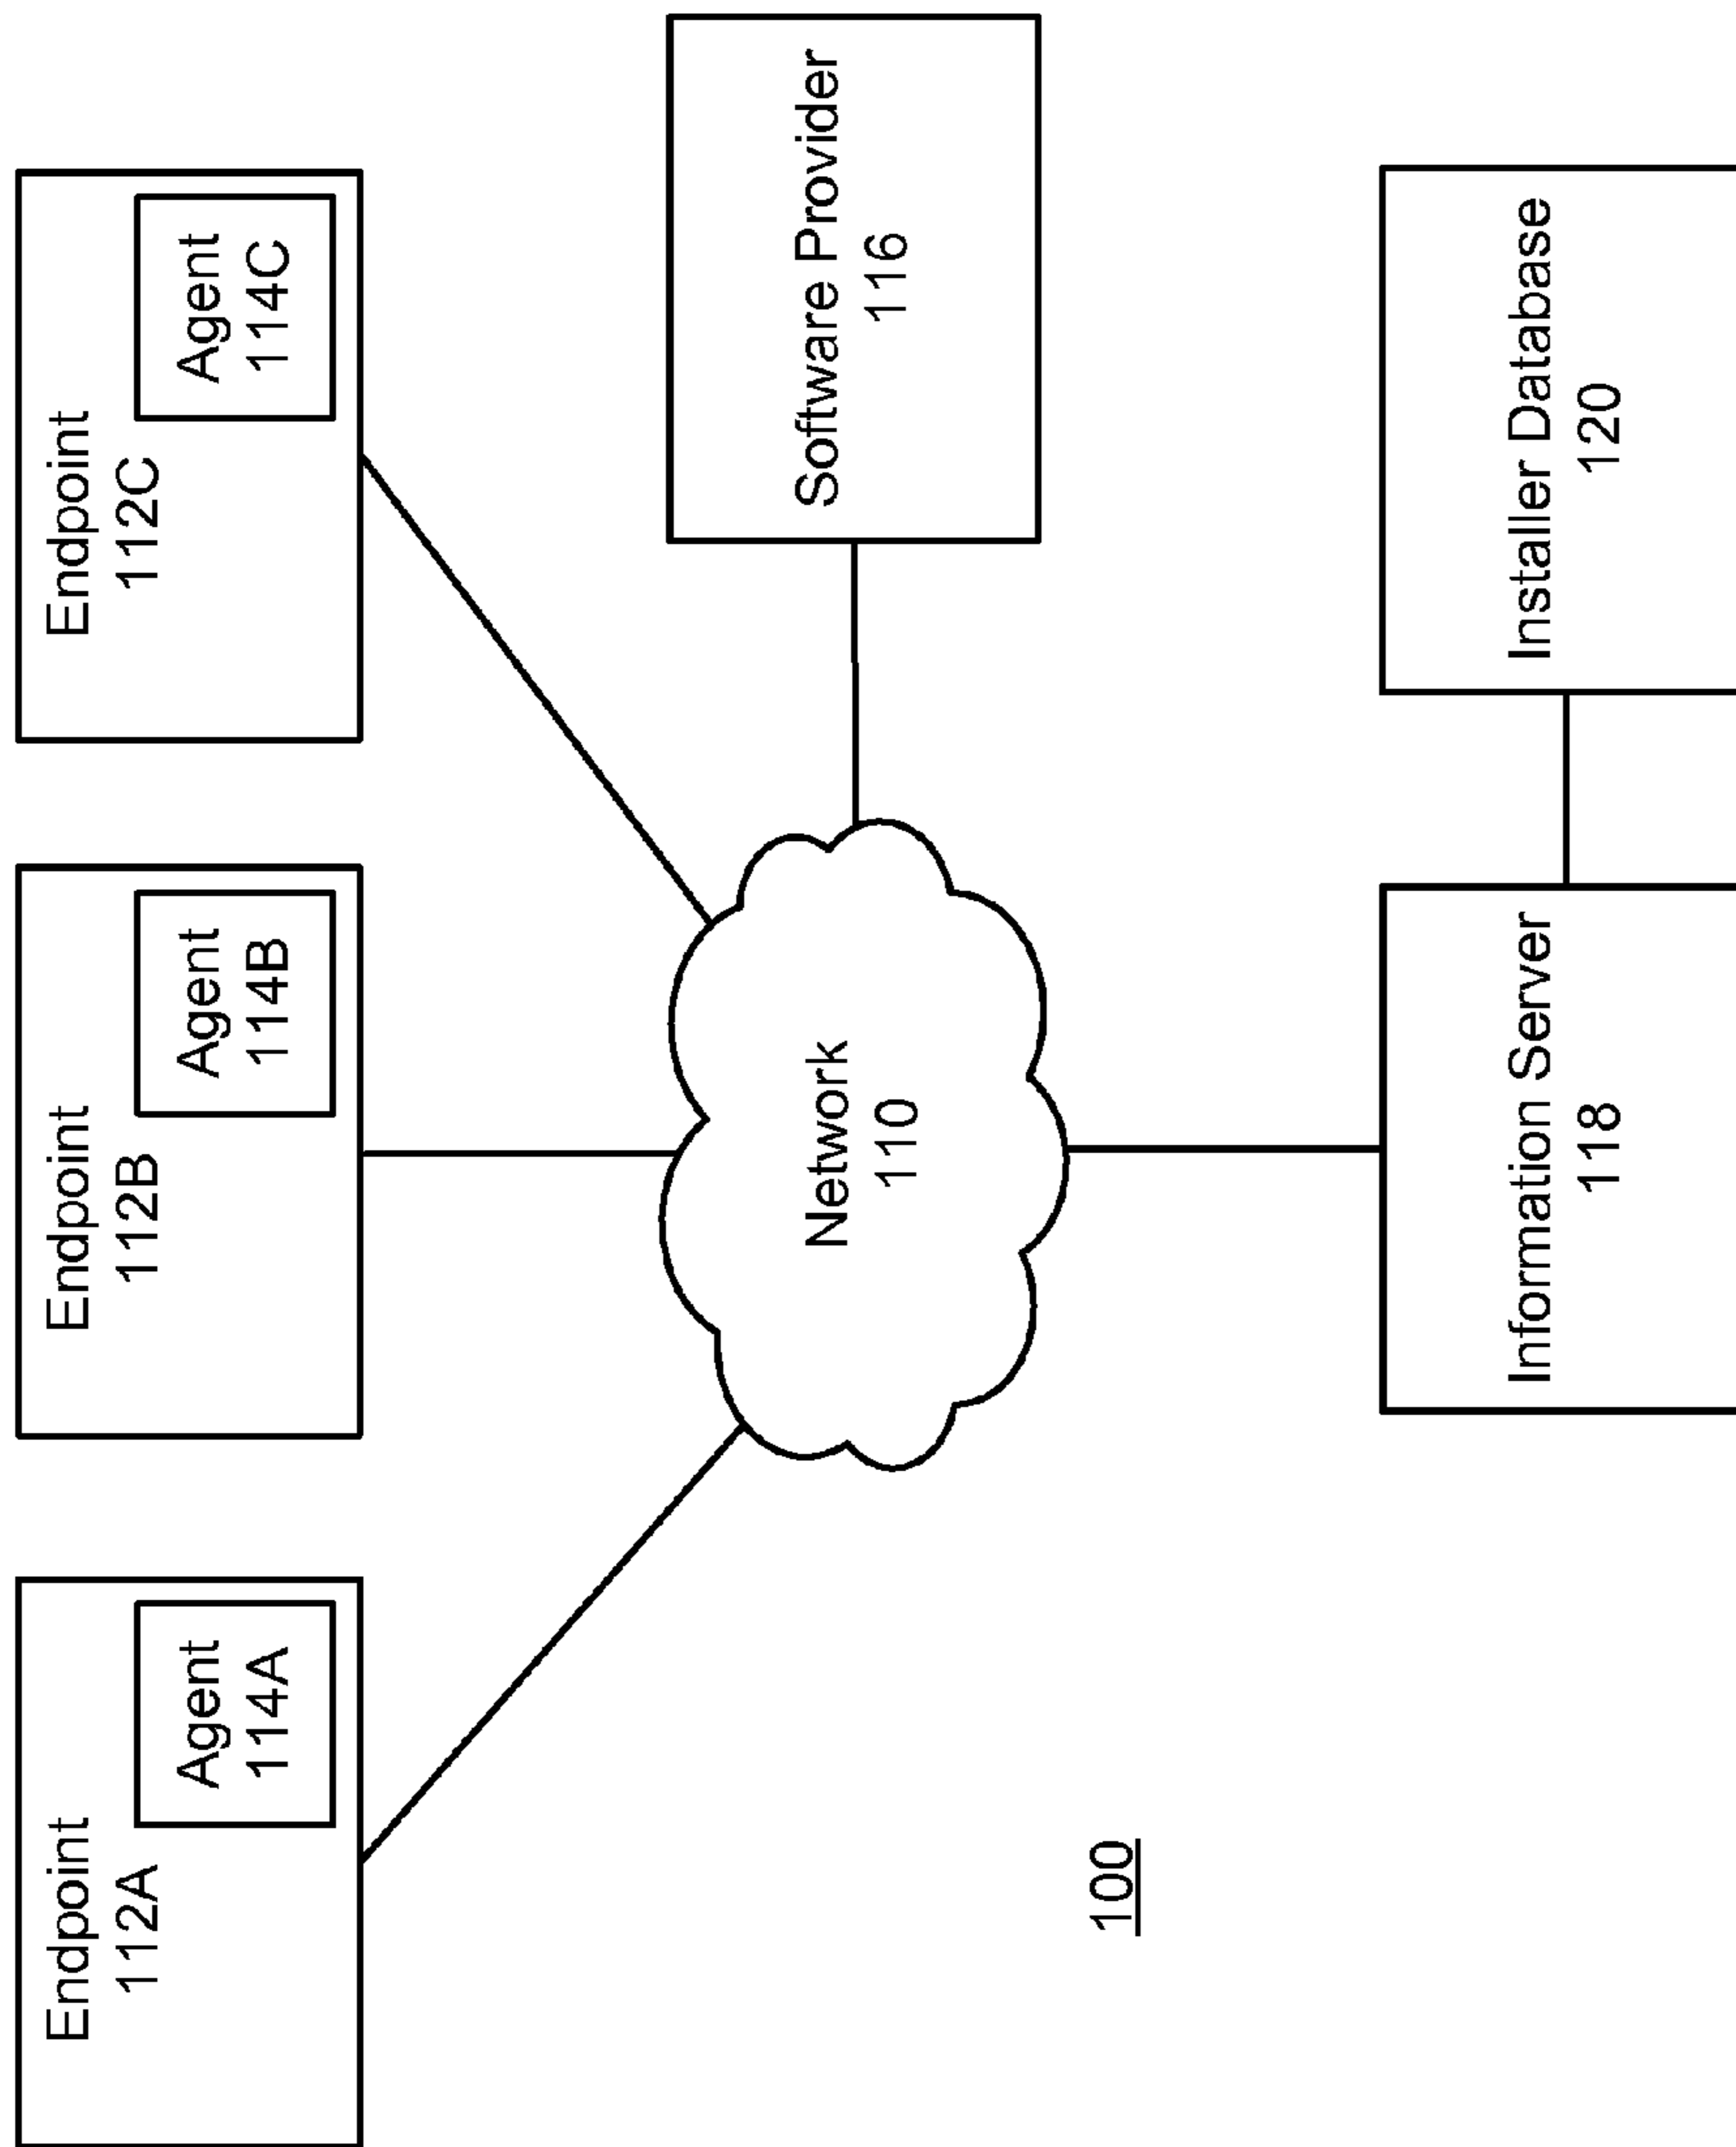 Endpoint
112A
Agent
114A
Endpoint
112B
Agent
114B
Endpoint
112C
Agent
114C
Network
110
Software Provider
116
100
Information Server
118
Installer Database
120